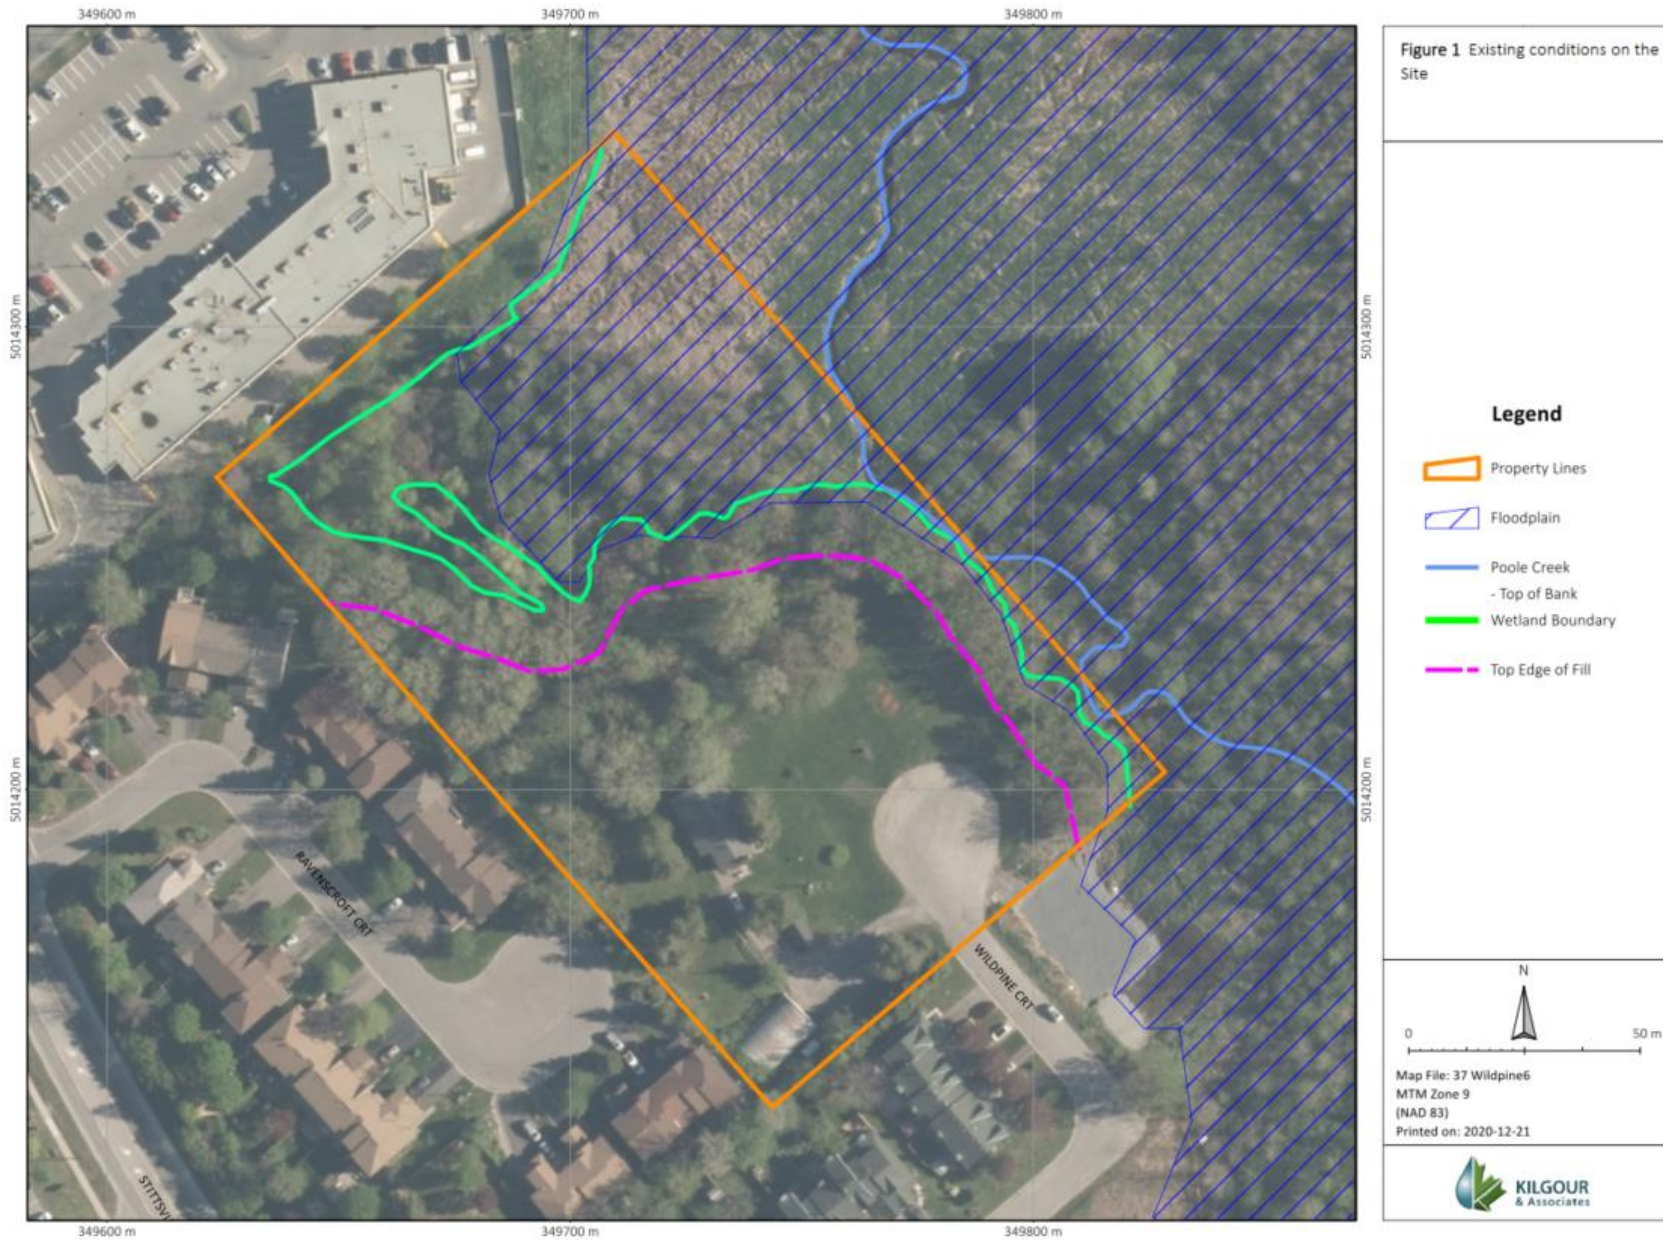 349600 m
349700 m
349800 m
Figure 1 Existing conditions on the
Site
5014300 m
5014300 m
Legend
Property Lines
Floodplain
Poole Creek
- Top of Bank
Wetland Boundary
Top Edge of Fill
5014200 m
5014200 m
RAVENSCROFT CRT
WILDPINE CRT
STITTSVI
N
0
50 m
Map File: 37 Wildpine6
MTM Zone 9
(NAD 83)
Printed on: 2020-12-21
KILGOUR
& Associates
349600 m
349700 m
349800 m